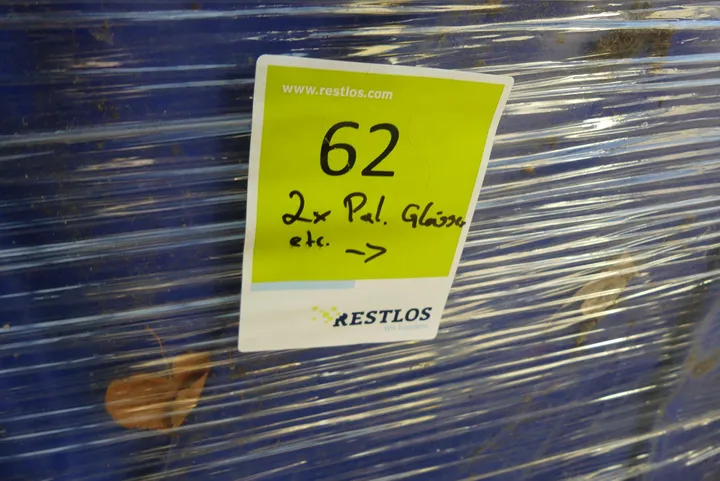 www.restlos.com
62
2x Pal. Gläser
etc. ->
RESTLOS